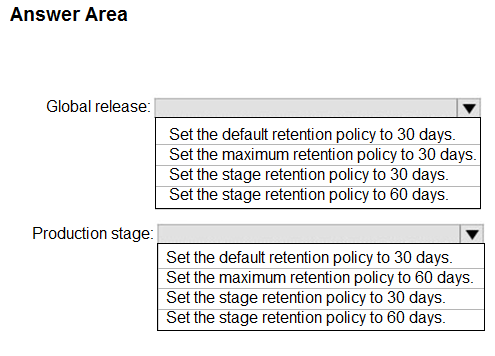 Answer Area
Global release:
Set the default retention policy to 30 days.
Set the maximum retention policy to 30 days.
Set the stage retention policy to 30 days.
Set the stage retention policy to 60 days.
Production stage:
Set the default retention policy to 30 days.
Set the maximum retention policy to 60 days.
Set the stage retention policy to 30 days.
Set the stage retention policy to 60 days.